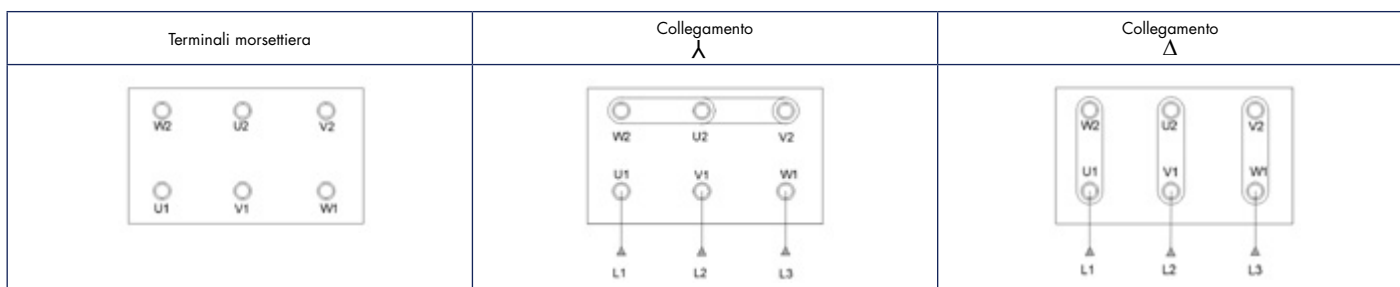 Terminali morsettiera
Collegamento
Collegamento
Δ
W2 U2 V2
U1 V1 W1
W2 U2 V2
U1 V1 W1
L1 L2 L3
W2 U2 V2
U1 V1 W1
L1 L2 L3